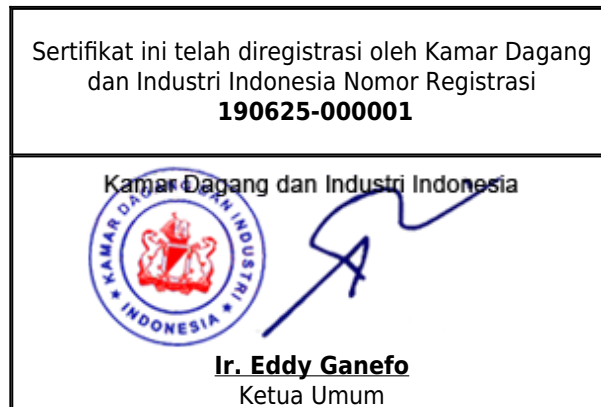 Sertifikat ini telah diregistrasi oleh Kamar Dagang
dan Industri Indonesia Nomor Registrasi
190625-000001
Kamar Dagang dan Industri Indonesia
KAMAR DAGANG DAN INDUSTRI
INDONESIA
Ir. Eddy Ganefo
Ketua Umum